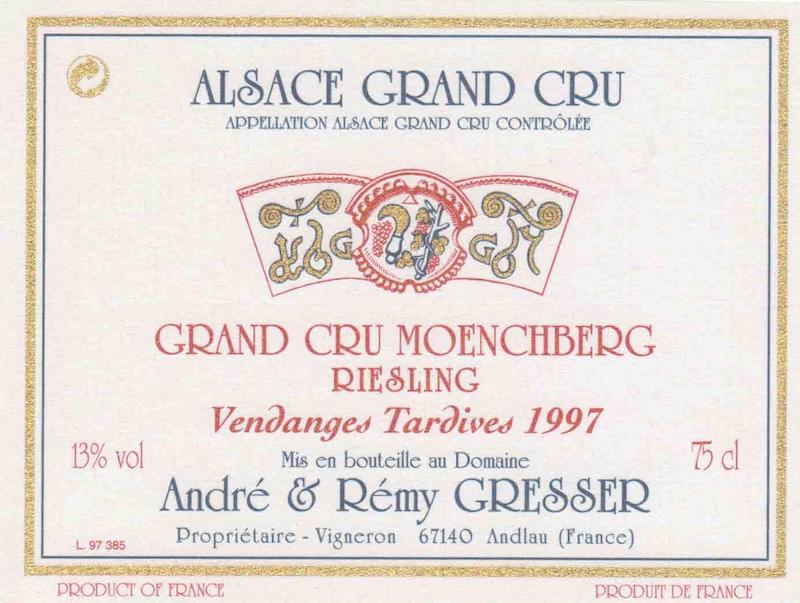 ALSACE GRAND CRU
APPELLATION ALSACE GRAND CRU CONTRÔLÉE
GRAND CRU MOENCHBERG
RIESLING
Vendanges Tardives 1997
13% vol
Mis en bouteille au Domaine
75 cl
André & Rémy GRESSER
Propriétaire - Vigneron 67140 Andlau (France)
L. 97 385
PRODUCT OF FRANCE
PRODUIT DE FRANCE